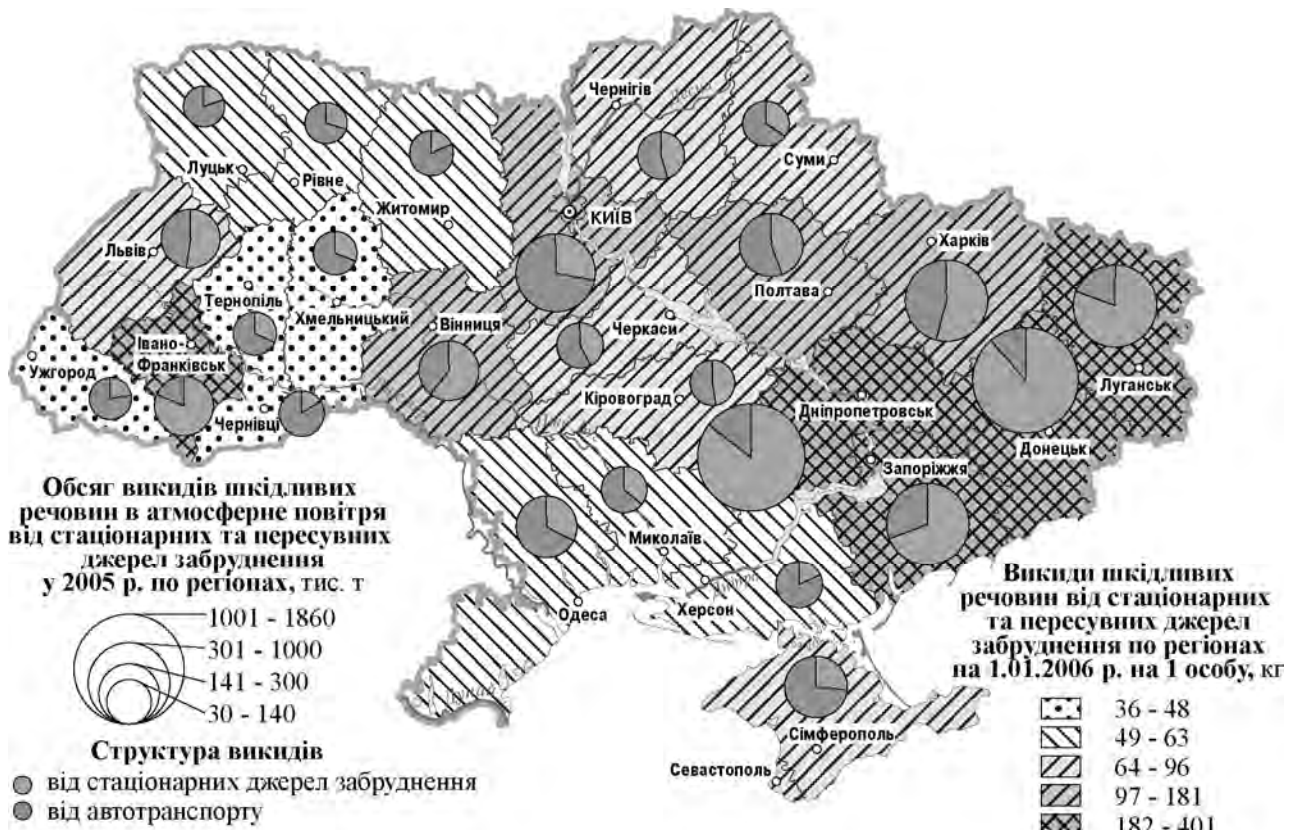 Чернігів
Десна
Суми
Луцьк
Рівне
Житомир
КИЇВ
Харків
Львів
Полтава
Тернопіль
Хмельницький
Вінниця
Черкаси
Івано-
Франківськ
Ужгород
Луганськ
Кіровоград
Дніпропетровськ
Чернівці
Донецьк
Запоріжжя
Миколаїв
Одеса
Херсон
Сімферополь
Севастополь
Обсяг викидів шкідливих
речовин в атмосферне повітря
від стаціонарних та пересувних
джерел забруднення
у 2005 р. по регіонах, тис. т
1001 - 1860
301 - 1000
141 - 300
30 - 140
Структура викидів
від стаціонарних джерел забруднення
від автотранспорту
Викиди шкідливих
речовин від стаціонарних
та пересувних джерел
забруднення по регіонах
на 1.01.2006 р. на 1 особу, кг
36 - 48
49 - 63
64 - 96
97 - 181
182 - 401